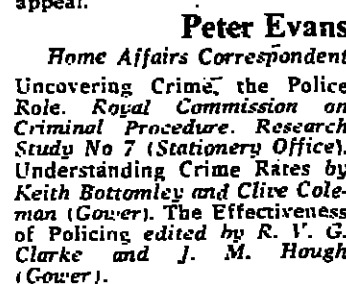 appeal.
Peter Evans
Home Affairs Correspondent
Uncovering Crime, the Police
Role. Royal Commission on
Criminal Procedure. Research
Study No 7 (Stationery Office).
Understanding Crime Rates by
Keith Bottomley and Clive Cole-
man (Gower). The Effectiveness
of Policing edited by R. V. G.
Clarke and J. M. Hough
(Gower).